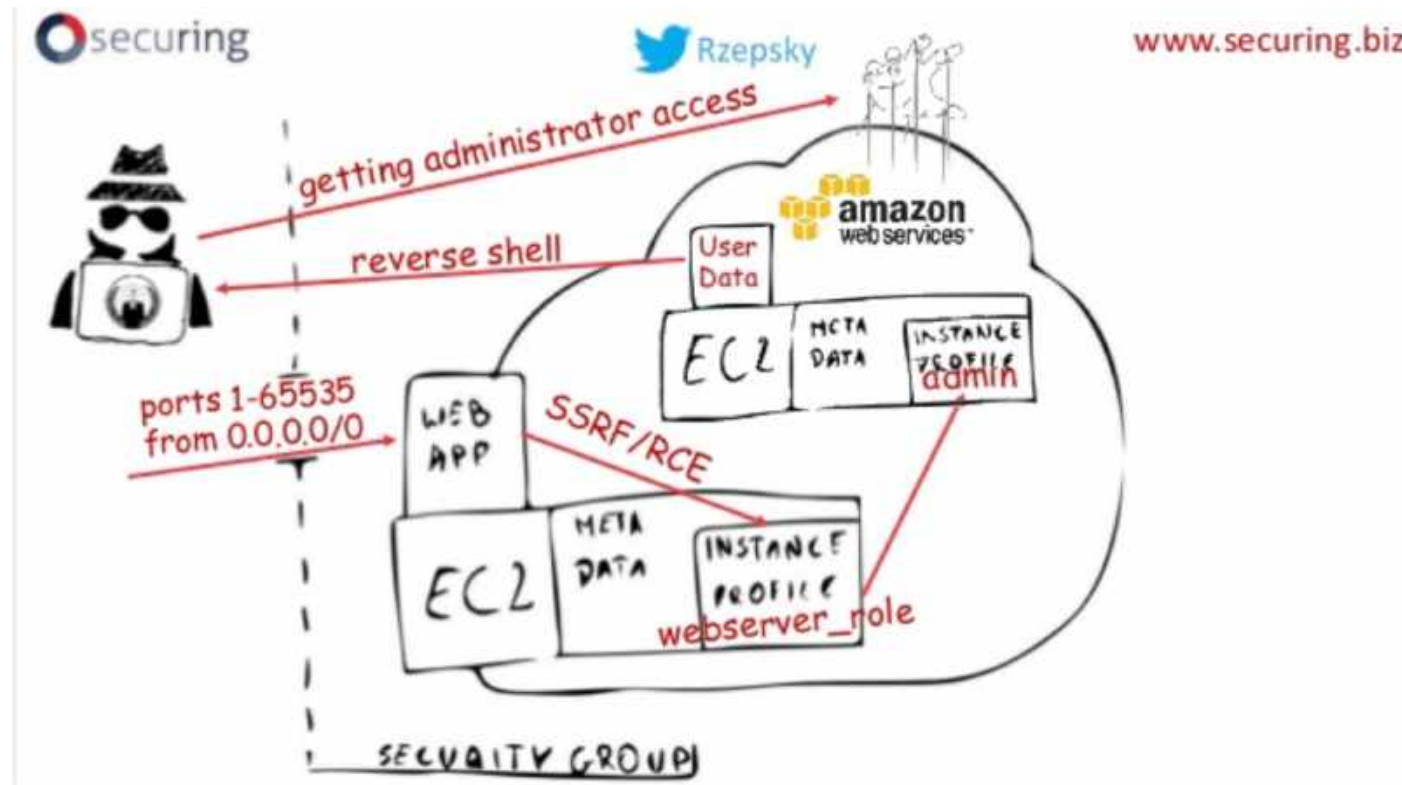 securing
Rzepsky
www.securing.biz
getting administrator access
amazon
web services
reverse shell
User
Data
EC2
META
DATA
INSTANCE
PROFILE
admin
ports 1-65535
from 0.0.0.0/0
WEB
APP
SSRF/RCE
EC2
META
DATA
INSTANCE
PROFILE
webserver_role
SECURITY GROUP